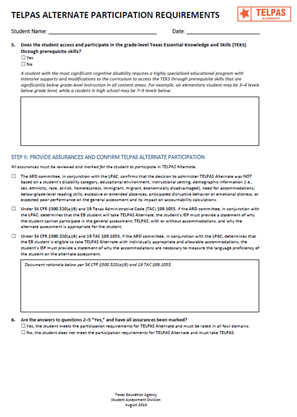 TELPAS ALTERNATE PARTICIPATION REQUIREMENTS
TELPAS
ALTERNATE
Student Name: Date:
5. Does the student access and participate in the grade-level Texas Essential Knowledge and Skills (TEKS)
through prerequisite skills?
☐ Yes
☐ No
A student with the most significant cognitive disability requires a highly specialized educational program with
intensive supports and modifications to the curriculum to access the TEKS through prerequisite skills that are
significantly below grade-level instruction in all content areas. For example, an elementary student may be 3–4 levels
below grade level, while a student in high school may be 7–9 levels below.
STEP II: PROVIDE ASSURANCES AND CONFIRM TELPAS ALTERNATE PARTICIPATION
All assurances must be reviewed and marked for the student to participate in TELPAS Alternate.
☐ The ARD committee, in conjunction with the LPAC, confirms that the decision to administer TELPAS Alternate was NOT
based on a student's disability category, educational environment, instructional setting, demographic information (i.e.,
sex, ethnicity, race, at-risk, homelessness, immigrant, migrant, economically disadvantaged), need for accommodations,
below-grade-level reading skills, excessive or extended absences, anticipated disruptive behavior or emotional distress, or
expected poor performance on the general assessment and its impact on accountability calculations.
☐ Under 34 CFR §300.320(a)(6) and 19 Texas Administrative Code (TAC) §89.1055, if the ARD committee, in conjunction with
the LPAC, determines that the EB student will take TELPAS Alternate, the student's IEP must provide a statement of why
the student cannot participate in the general assessment, TELPAS, with or without accommodations, and why the
alternate assessment is appropriate for the student.
☐ Under 34 CFR §300.320(a)(6) and 19 TAC §89.1055, if the ARD committee, in conjunction with the LPAC, determines that
the EB student is eligible to take TELPAS Alternate with individually appropriate and allowable accommodations, the
student's IEP must provide a statement of why the accommodations are necessary to measure the language proficiency of
the student on the alternate assessment.
Document rationale below per 34 CFR §300.320(a)(6) and 19 TAC §89.1055.
6. Are the answers to questions 2–5 "Yes," and have all assurances been marked?
☐ Yes, the student meets the participation requirements for TELPAS Alternate and must be rated in all four domains.
☐ No, the student does not meet the participation requirements for TELPAS Alternate and must take TELPAS.
Texas Education Agency
Student Assessment Division
August 2023